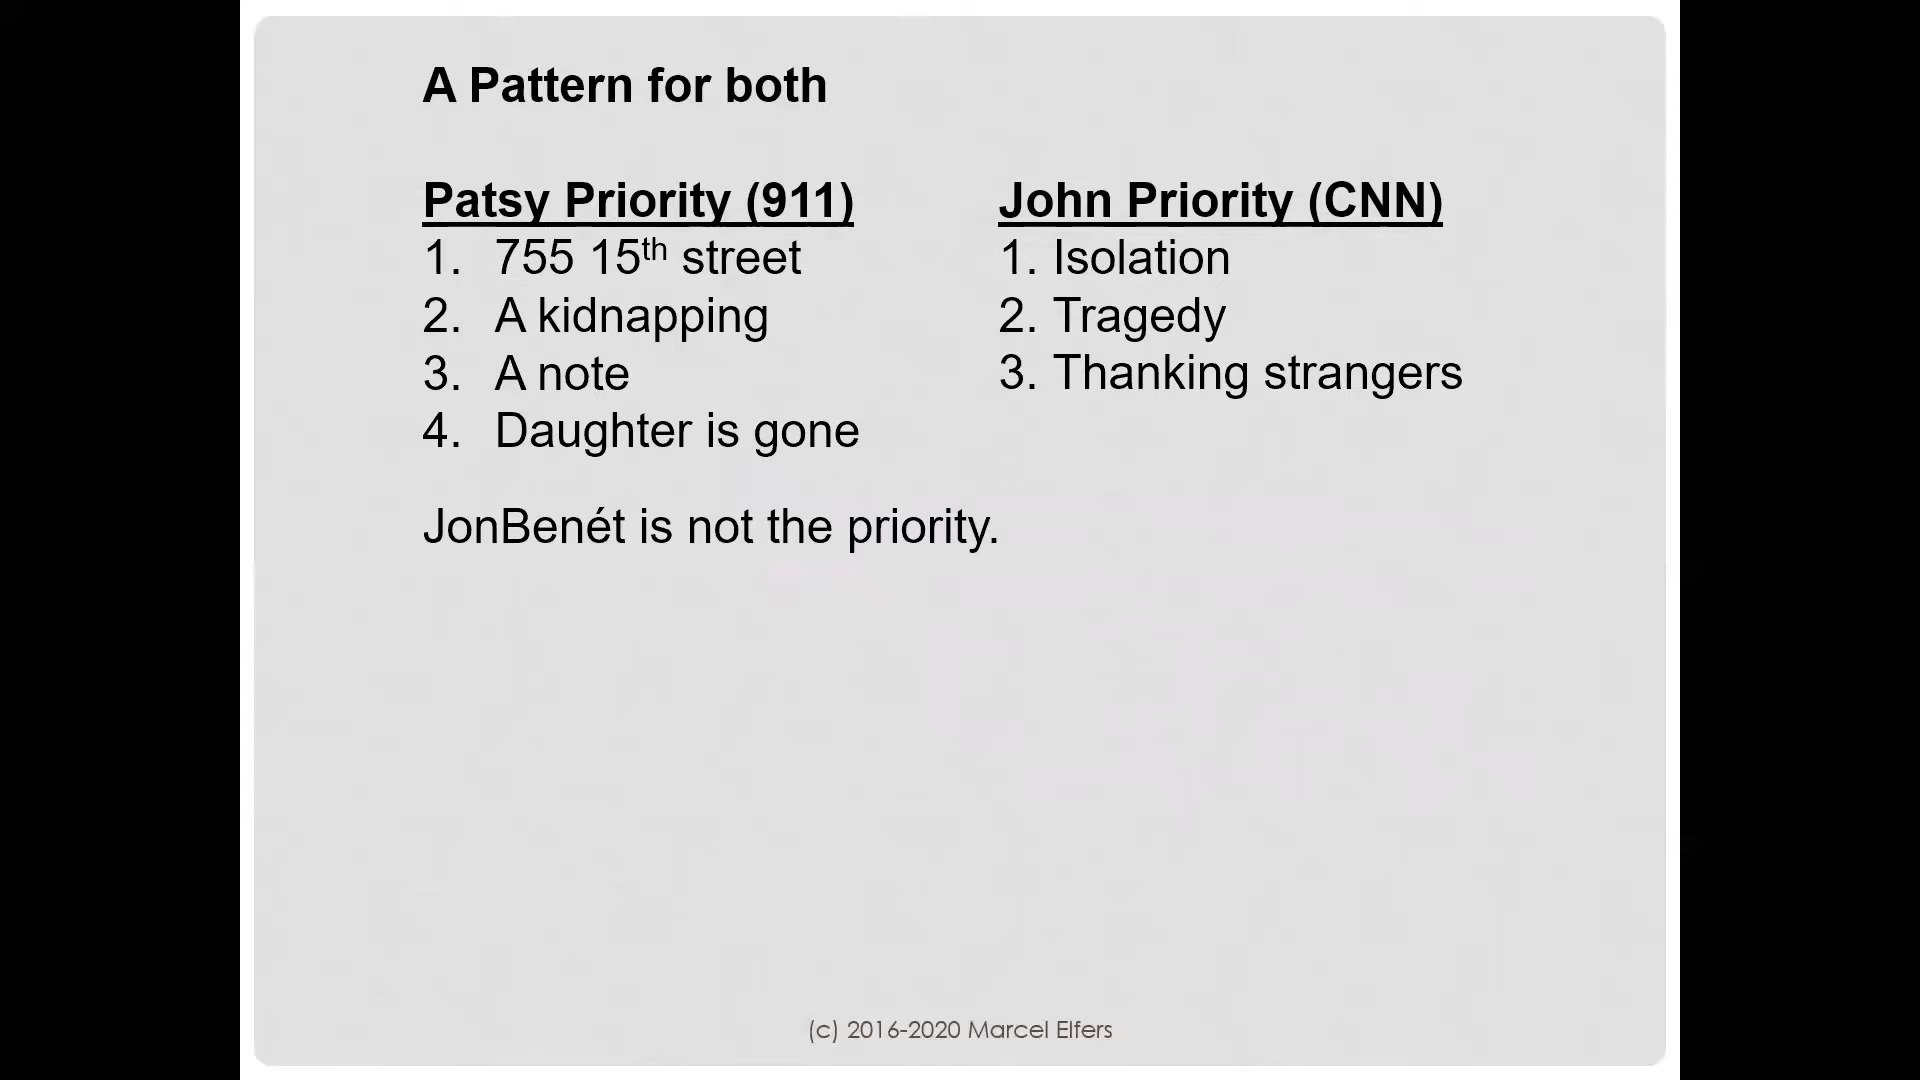 A Pattern for both
Patsy Priority (911)
1. 755 15th street
2. A kidnapping
3. A note
4. Daughter is gone
John Priority (CNN)
1. Isolation
2. Tragedy
3. Thanking strangers
JonBenét is not the priority.
(c) 2016-2020 Marcel Elfers